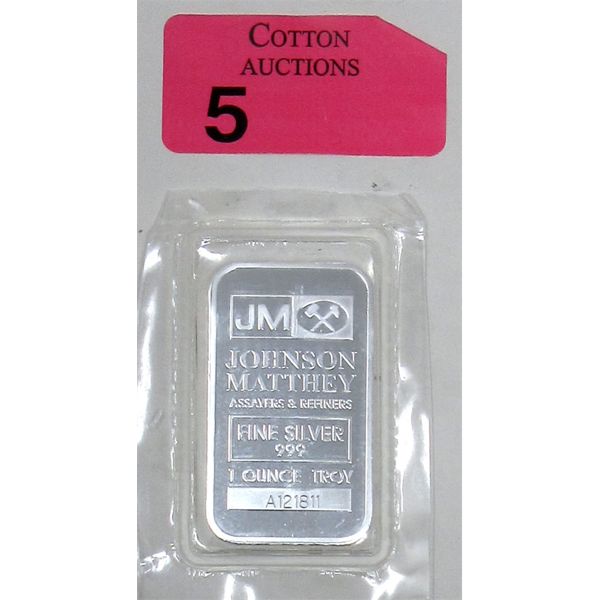 COTTON
AUCTIONS
5
JM
JOHNSON
MATTHEY
ASSAYERS & REFINERS
FINE SILVER
999
1 OUNCE TROY
A121811